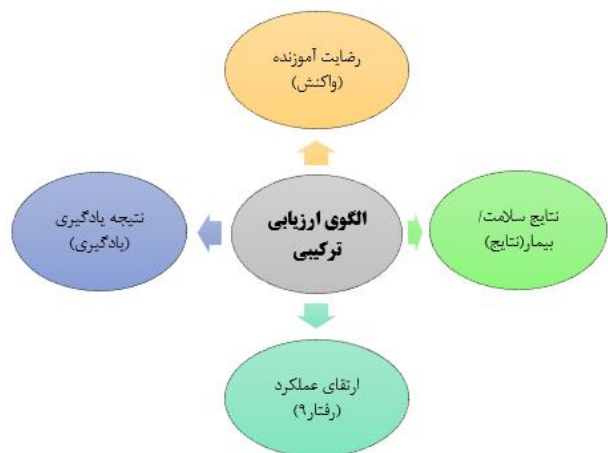 رضایت آموزنده
(واکنش)
نتایج سلامت/
بیمار(نتایج)
الگوی ارزیابی
ترکیبی
نتیجه یادگیری
(یادگیری)
ارتقای عملکرد
(رفتار۹)